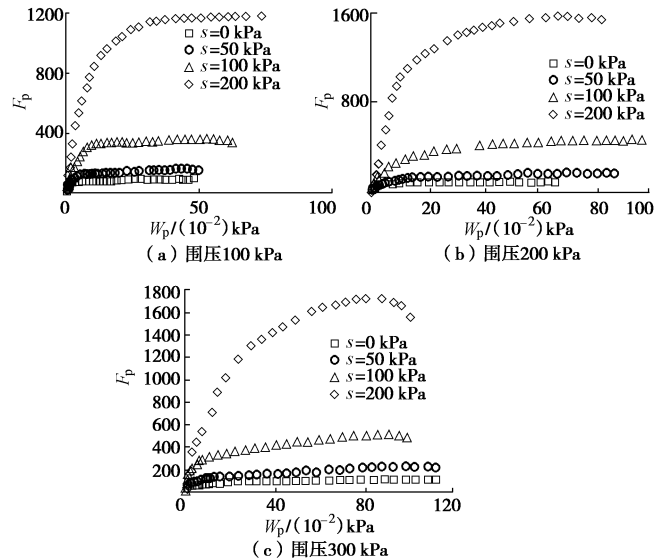 1200
800
400
0
50
100
F_p
s=0 kPa
s=50 kPa
s=100 kPa
s=200 kPa
W_p/(10^-2) kPa
(a) 围压100 kPa
1600
800
0
20
40
60
80
100
F_p
s=0 kPa
s=50 kPa
s=100 kPa
s=200 kPa
W_p/(10^-2) kPa
(b) 围压200 kPa
1800
1600
1400
1200
1000
800
600
400
200
0
40
80
120
F_p
s=0 kPa
s=50 kPa
s=100 kPa
s=200 kPa
W_p/(10^-2) kPa
(c) 围压300 kPa